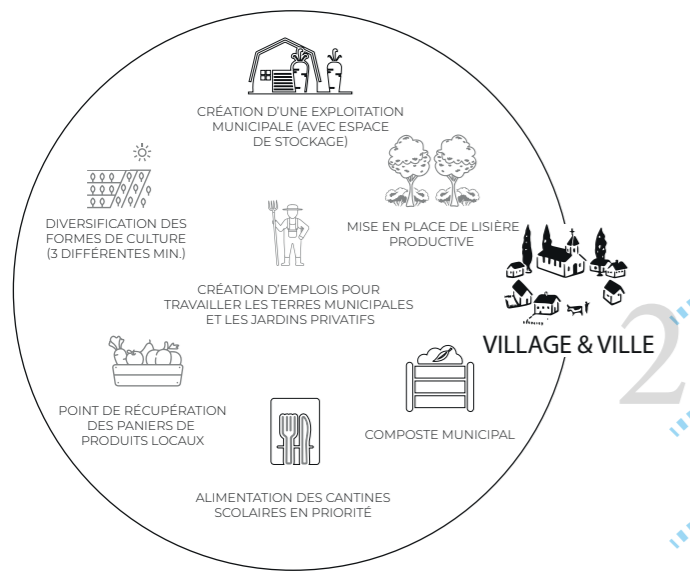 CRÉATION D'UNE EXPLOITATION
MUNICIPALE (AVEC ESPACE
DE STOCKAGE)
DIVERSIFICATION DES
FORMES DE CULTURE
(3 DIFFÉRENTES MIN.)
MISE EN PLACE DE LISIÈRE
PRODUCTIVE
CRÉATION D'EMPLOIS POUR
TRAVAILLER LES TERRES MUNICIPALES
ET LES JARDINS PRIVATIFS
VILLAGE & VILLE
2
POINT DE RÉCUPÉRATION
DES PANIERS DE
PRODUITS LOCAUX
COMPOSTE MUNICIPAL
ALIMENTATION DES CANTINES
SCOLAIRES EN PRIORITÉ